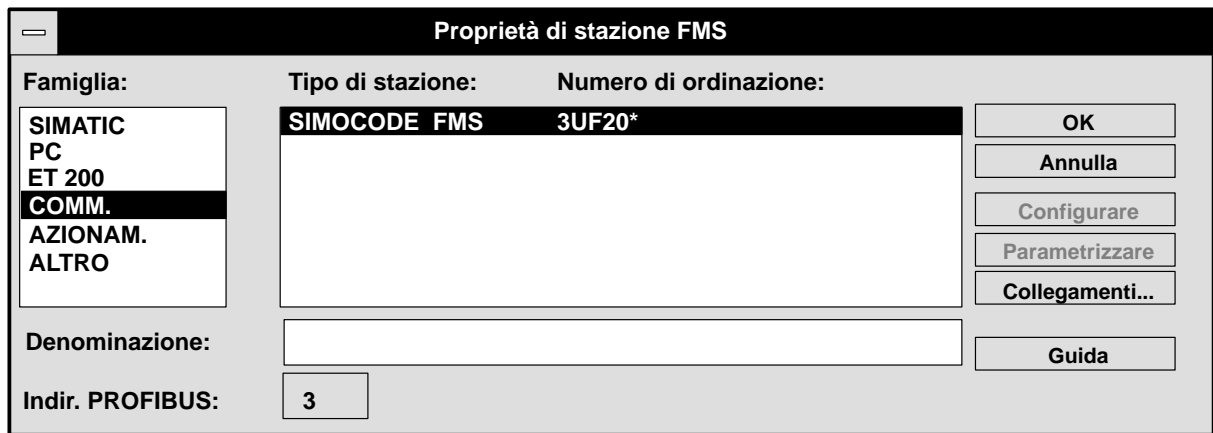 Proprietà di stazione FMS
Famiglia: Tipo di stazione: Numero di ordinazione:
SIMATIC
PC
ET 200
COMM.
AZIONAM.
ALTRO
SIMOCODE FMS 3UF20*
OK
Annulla
Configurare
Parametrizzare
Collegamenti...
Guida
Denominazione:
Indir. PROFIBUS: 3